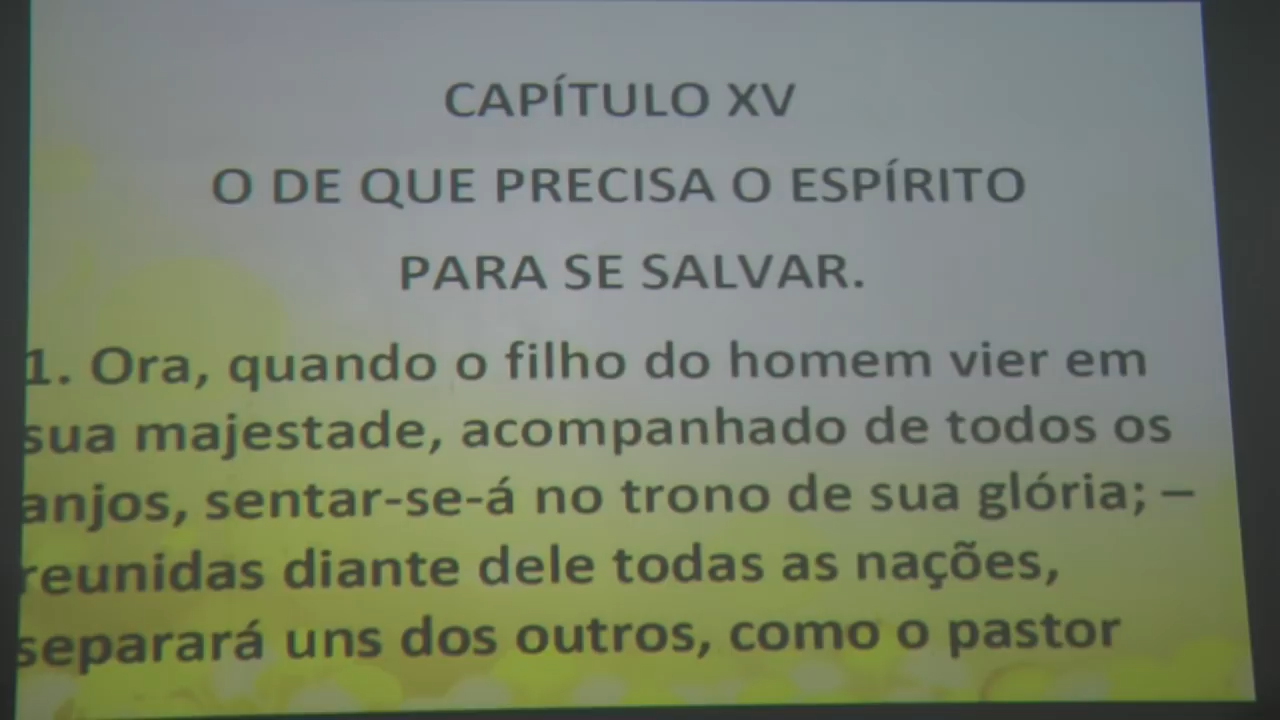 CAPÍTULO XV
O DE QUE PRECISA O ESPÍRITO
PARA SE SALVAR.
1. Ora, quando o filho do homem vier em
sua majestade, acompanhado de todos os
anjos, sentar-se-á no trono de sua glória; –
reunidas diante dele todas as nações,
separará uns dos outros, como o pastor